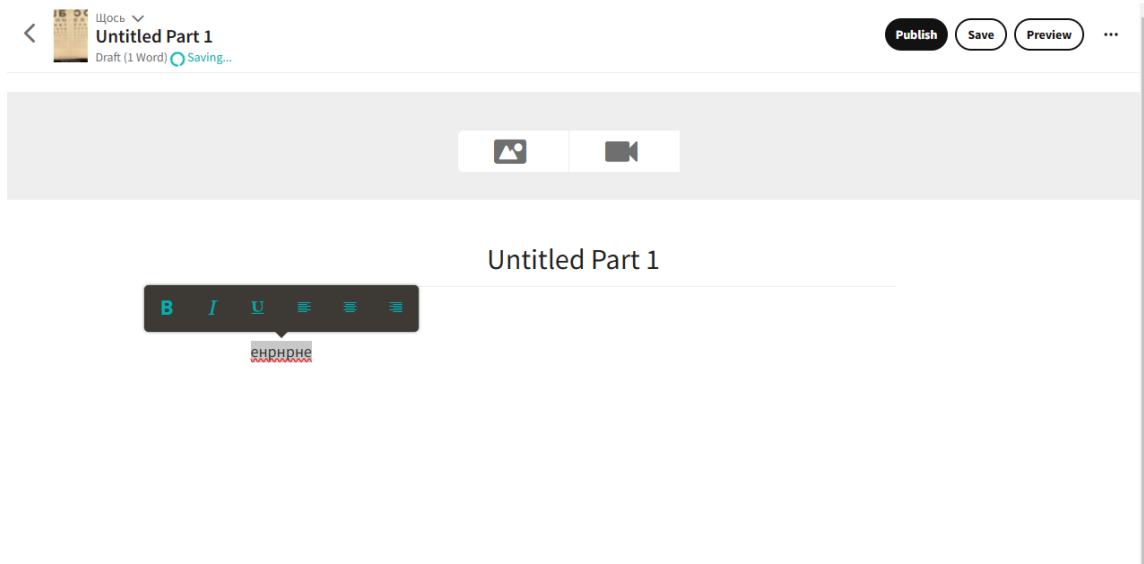 Щось
Untitled Part 1
Draft (1 Word) Saving...
Publish Save Preview
Untitled Part 1
B I U
енрнрне